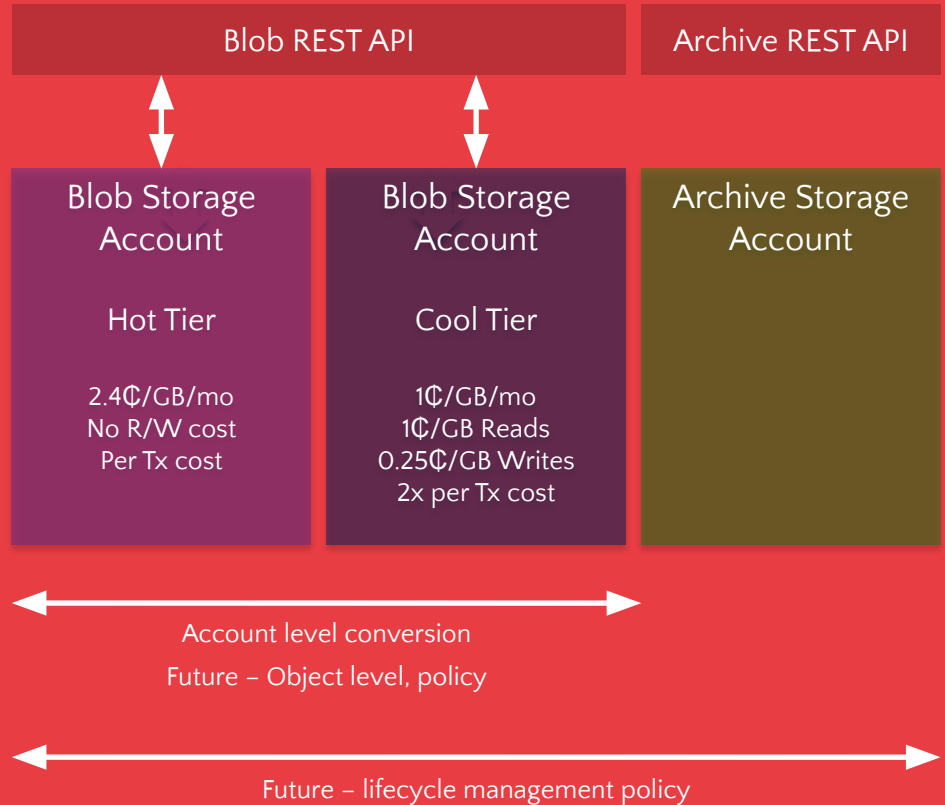 Blob REST API
Archive REST API
Blob Storage
Account
Hot Tier
2.4₵/GB/mo
No R/W cost
Per Tx cost
Blob Storage
Account
Cool Tier
1₵/GB/mo
1₵/GB Reads
0.25₵/GB Writes
2x per Tx cost
Archive Storage
Account
Account level conversion
Future – Object level, policy
Future – lifecycle management policy